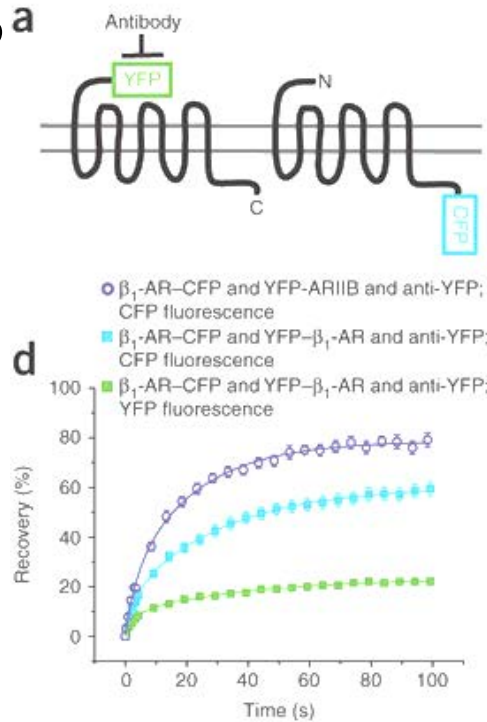 a
Antibody
YFP
N
C
CFP
β₁-AR–CFP and YFP-ARIIB and anti-YFP;
CFP fluorescence
β₁-AR–CFP and YFP–β₁-AR and anti-YFP;
CFP fluorescence
d
β₁-AR–CFP and YFP–β₁-AR and anti-YFP;
YFP fluorescence
100
80
60
40
20
0
Recovery (%)
0 20 40 60 80 100
Time (s)